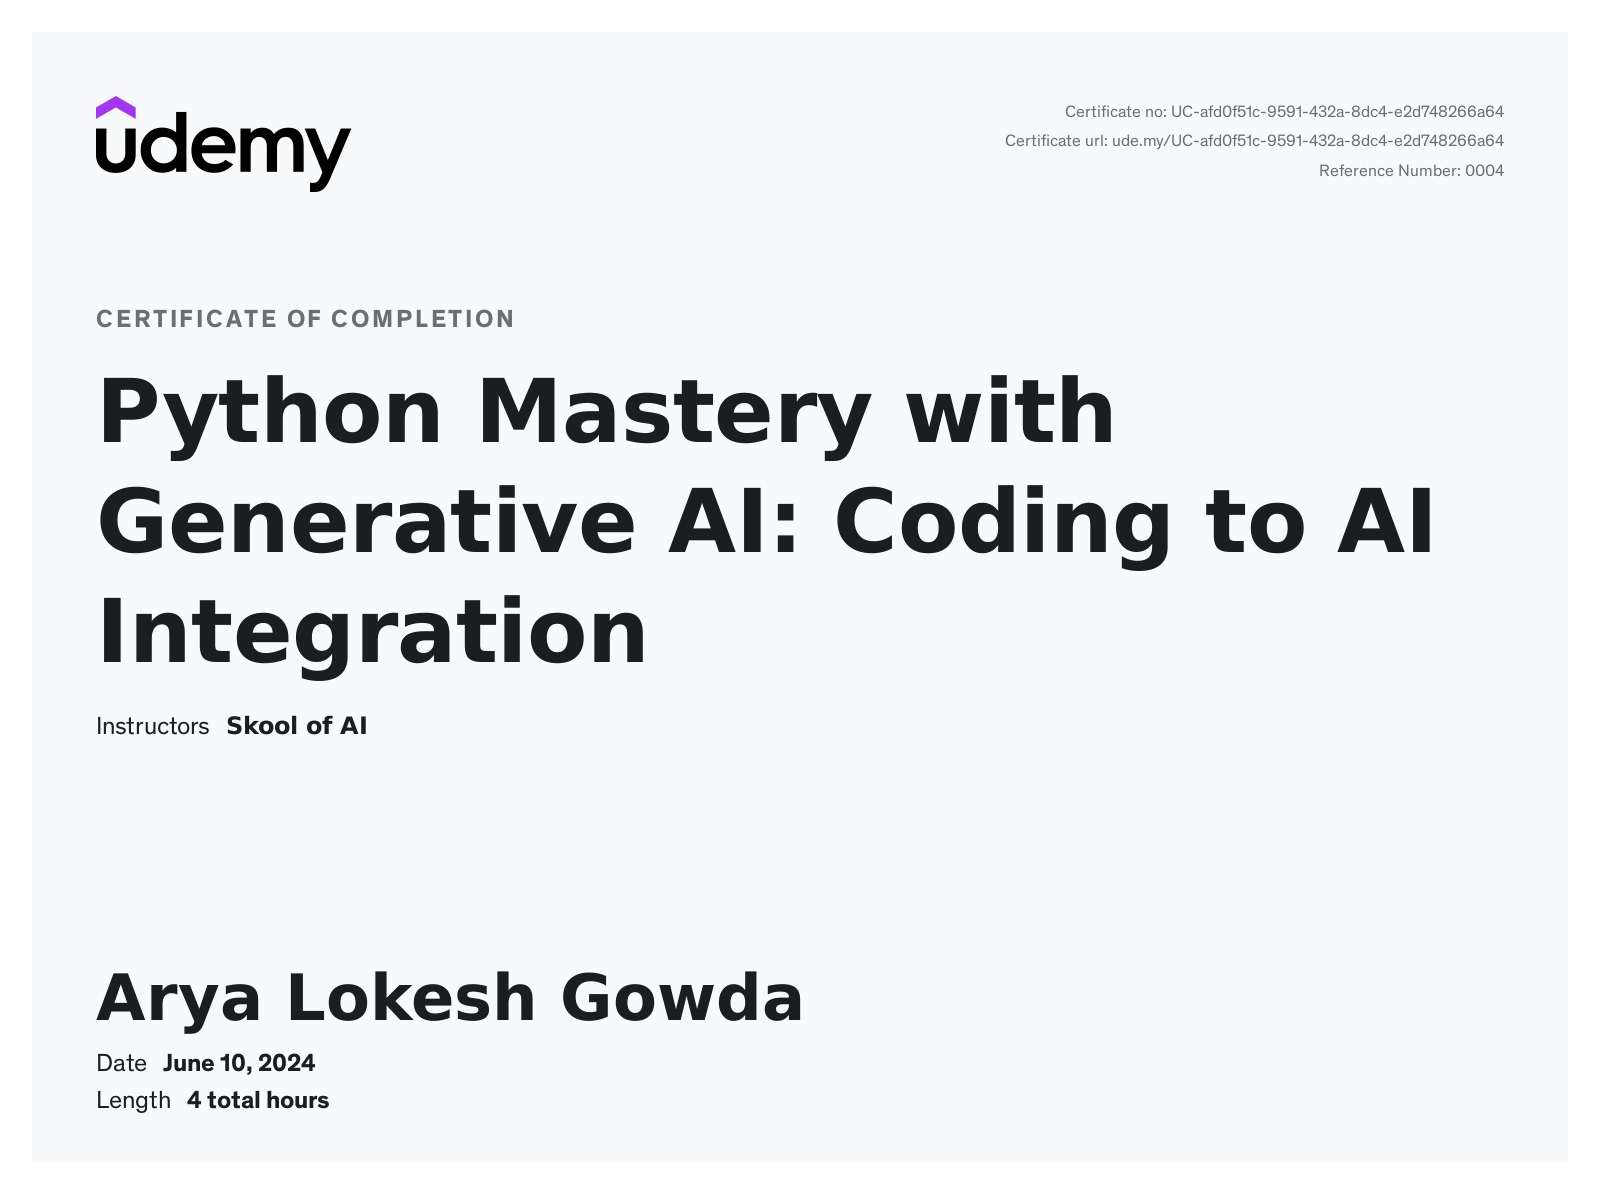 udemy
Certificate no: UC-afd0f51c-9591-432a-8dc4-e2d748266a64
Certificate url: ude.my/UC-afd0f51c-9591-432a-8dc4-e2d748266a64
Reference Number: 0004
CERTIFICATE OF COMPLETION
Python Mastery with
Generative AI: Coding to AI
Integration
Instructors Skool of AI
Arya Lokesh Gowda
Date June 10, 2024
Length 4 total hours